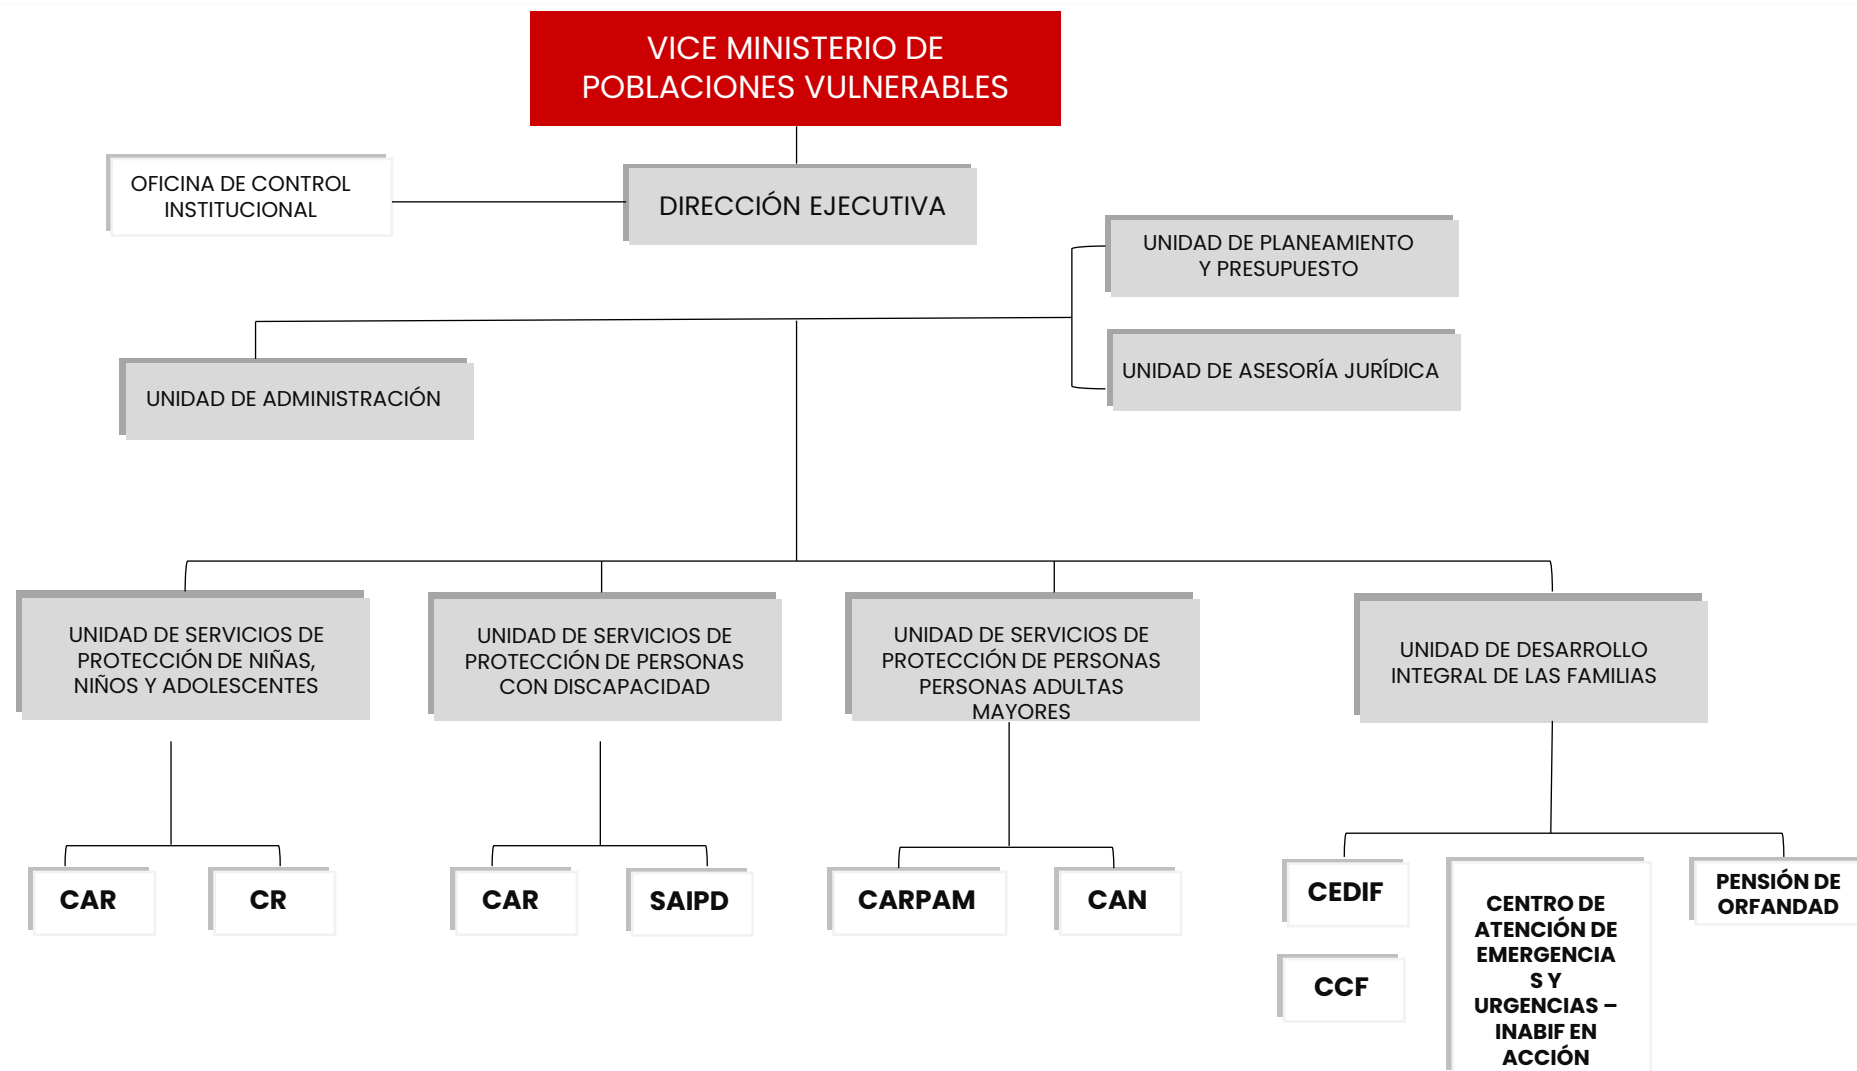 VICE MINISTERIO DE
POBLACIONES VULNERABLES
OFICINA DE CONTROL
INSTITUCIONAL
DIRECCIÓN EJECUTIVA
UNIDAD DE PLANEAMIENTO
Y PRESUPUESTO
UNIDAD DE ASESORÍA JURÍDICA
UNIDAD DE ADMINISTRACIÓN
UNIDAD DE SERVICIOS DE
PROTECCIÓN DE NIÑAS,
NIÑOS Y ADOLESCENTES
UNIDAD DE SERVICIOS DE
PROTECCIÓN DE PERSONAS
CON DISCAPACIDAD
UNIDAD DE SERVICIOS DE
PROTECCIÓN DE PERSONAS
PERSONAS ADULTAS
MAYORES
UNIDAD DE DESARROLLO
INTEGRAL DE LAS FAMILIAS
CAR
CR
CAR
SAIPD
CARPAM
CAN
CEDIF
CCF
CENTRO DE
ATENCIÓN DE
EMERGENCIA
S Y
URGENCIAS –
INABIF EN
ACCIÓN
PENSIÓN DE
ORFANDAD